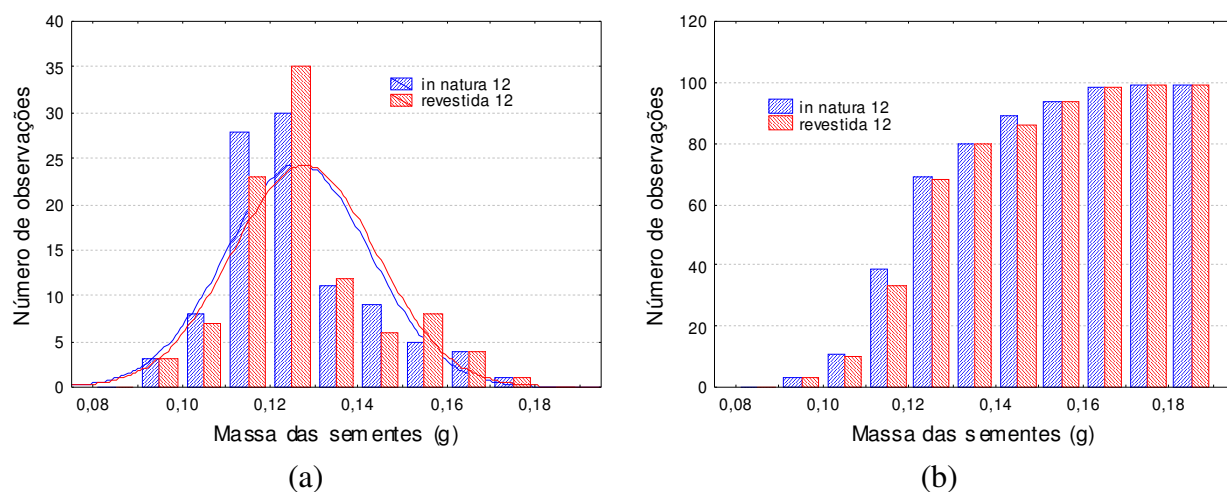 40
35
30
25
20
15
10
5
0
Número de observações
in natura 12
revestida 12
0,08 0,10 0,12 0,14 0,16 0,18
Massa das sementes (g)
(a)
120
100
80
60
40
20
0
Número de observações
in natura 12
revestida 12
0,08 0,10 0,12 0,14 0,16 0,18
Massa das sementes (g)
(b)